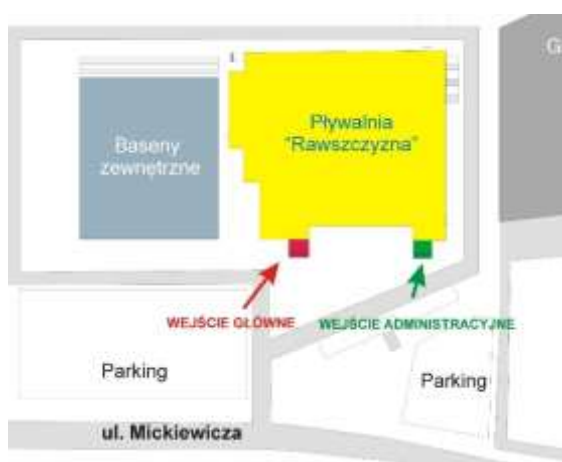 Baseny
zewnętrzne
Pływalnia
"Rawszczyzna"
WEJŚCIE GŁÓWNE
WEJŚCIE ADMINISTRACYJNE
Parking
Parking
ul. Mickiewicza